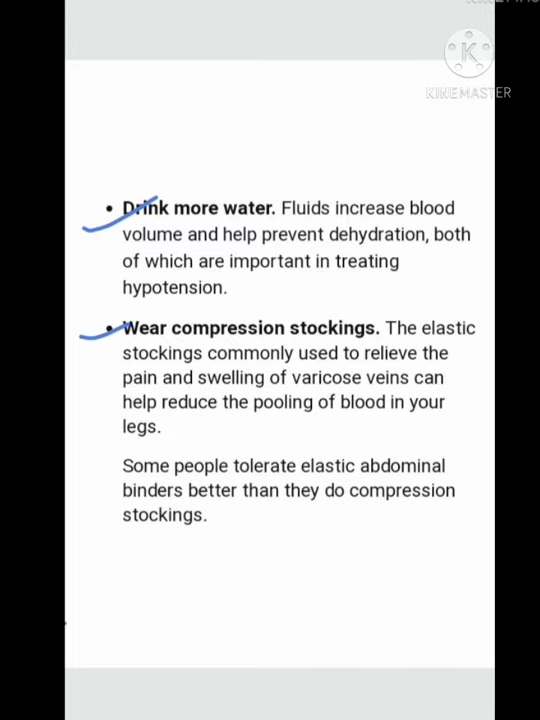 KINEMASTER
• Drink more water. Fluids increase blood
volume and help prevent dehydration, both
of which are important in treating
hypotension.
• Wear compression stockings. The elastic
stockings commonly used to relieve the
pain and swelling of varicose veins can
help reduce the pooling of blood in your
legs.
Some people tolerate elastic abdominal
binders better than they do compression
stockings.